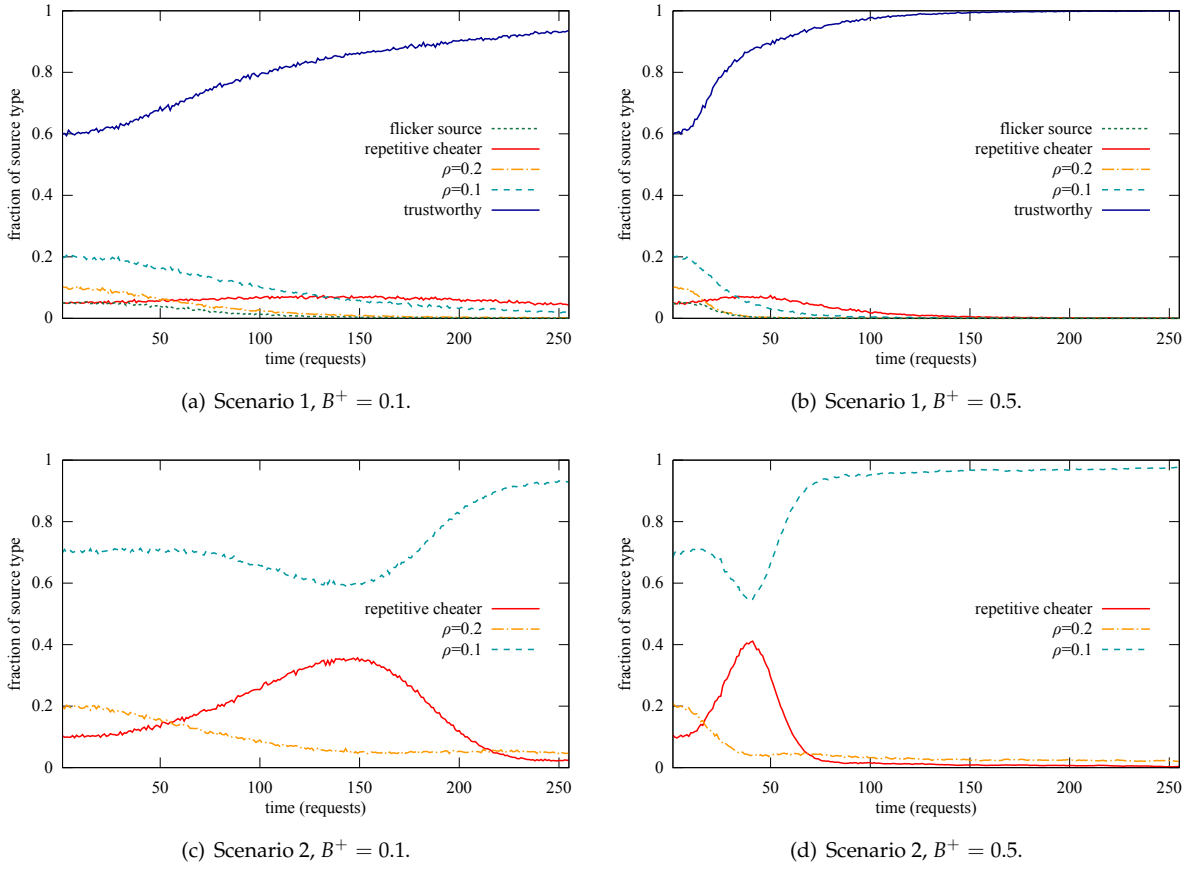 1
0.8
0.6
0.4
0.2
0
fraction of source type
flicker source
repetitive cheater
ρ=0.2
ρ=0.1
trustworthy
50 100 150 200 250
time (requests)
(a) Scenario 1, B⁺ = 0.1.
1
0.8
0.6
0.4
0.2
0
fraction of source type
flicker source
repetitive cheater
ρ=0.2
ρ=0.1
trustworthy
50 100 150 200 250
time (requests)
(b) Scenario 1, B⁺ = 0.5.
1
0.8
0.6
0.4
0.2
0
fraction of source type
repetitive cheater
ρ=0.2
ρ=0.1
50 100 150 200 250
time (requests)
(c) Scenario 2, B⁺ = 0.1.
1
0.8
0.6
0.4
0.2
0
fraction of source type
repetitive cheater
ρ=0.2
ρ=0.1
50 100 150 200 250
time (requests)
(d) Scenario 2, B⁺ = 0.5.